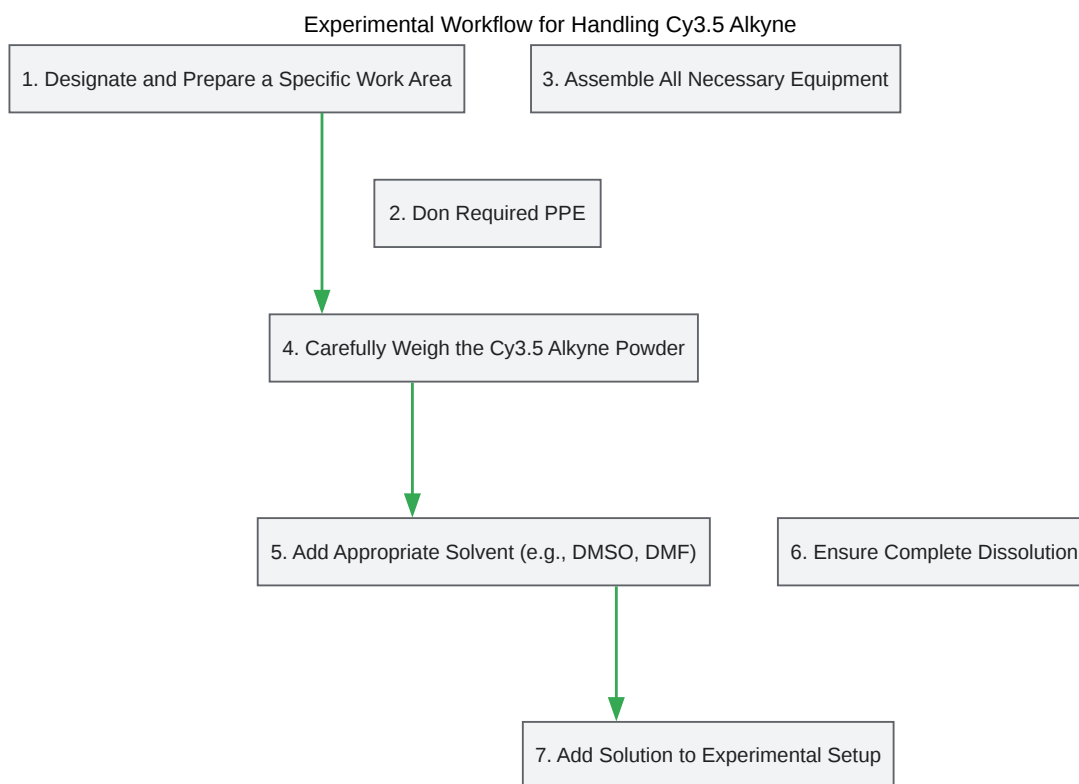 Experimental Workflow for Handling Cy3.5 Alkyne
1. Designate and Prepare a Specific Work Area
3. Assemble All Necessary Equipment
2. Don Required PPE
4. Carefully Weigh the Cy3.5 Alkyne Powder
5. Add Appropriate Solvent (e.g., DMSO, DMF)
6. Ensure Complete Dissolution
7. Add Solution to Experimental Setup